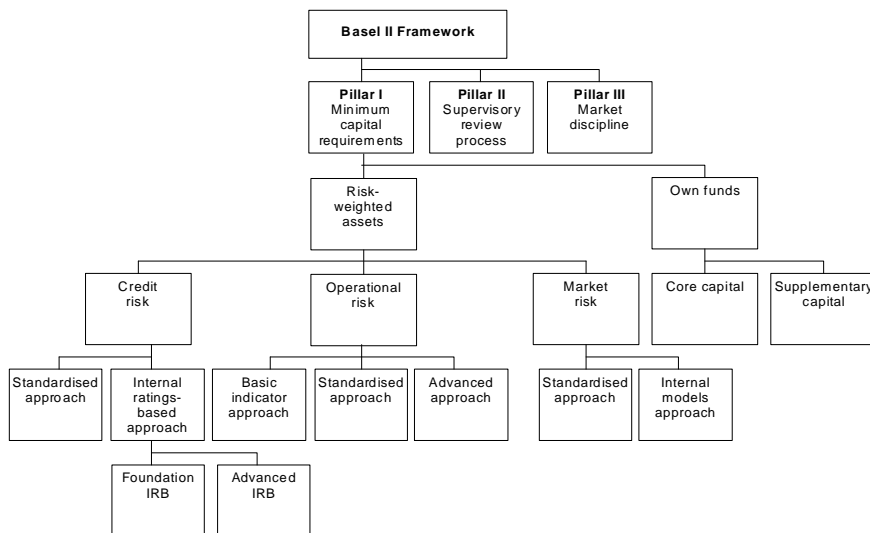 Basel II Framework
Pillar I
Minimum
capital
requirements
Pillar II
Supervisory
review
process
Pillar III
Market
discipline
Risk-
weighted
assets
Own funds
Credit
risk
Operational
risk
Market
risk
Core capital
Supplementary
capital
Standardised
approach
Internal
ratings-
based
approach
Basic
indicator
approach
Standardised
approach
Advanced
approach
Standardised
approach
Internal
models
approach
Foundation
IRB
Advanced
IRB